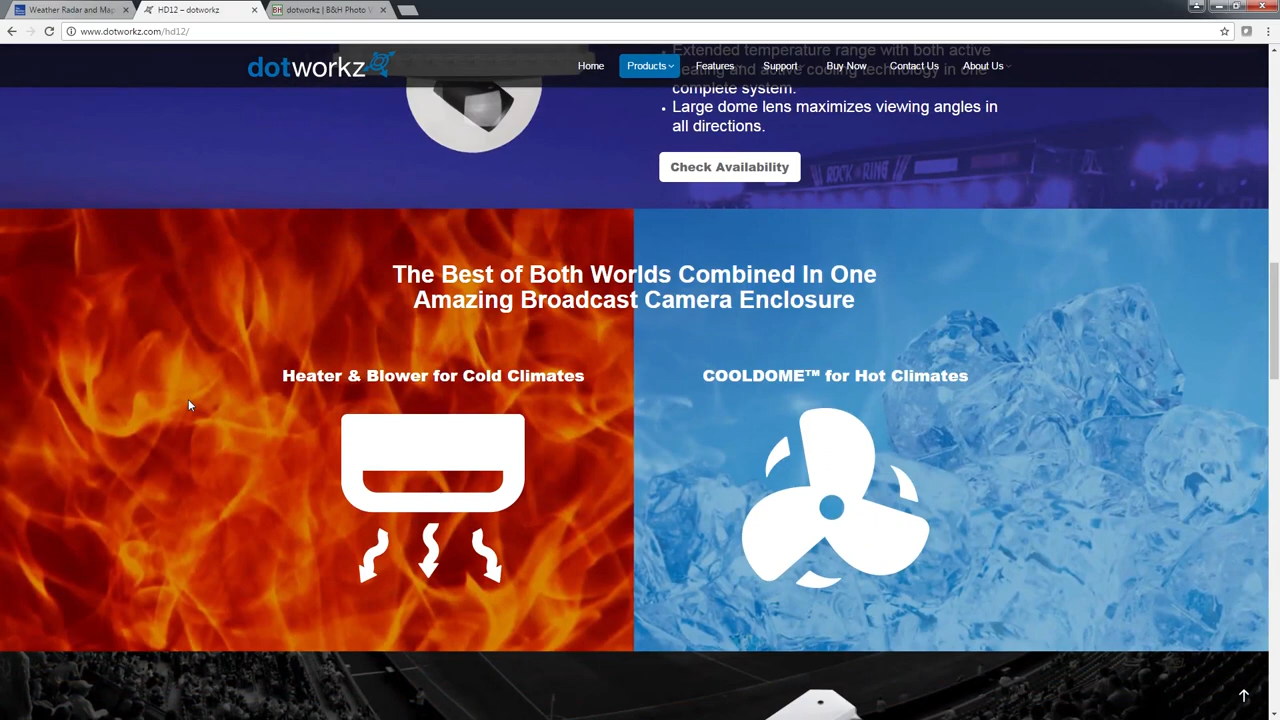 Weather Radar and Map
HD12 – dotworkz
dotworkz | B&H Photo V
www.dotworkz.com/hd12/
dotworkz
Home Products Features Support Buy Now Contact Us About Us
Extended temperature range with both active
heating and active cooling technology in one
complete system.
Large dome lens maximizes viewing angles in
all directions.
Check Availability
ROCK RING
The Best of Both Worlds Combined In One
Amazing Broadcast Camera Enclosure
Heater & Blower for Cold Climates
COOLDOME™ for Hot Climates